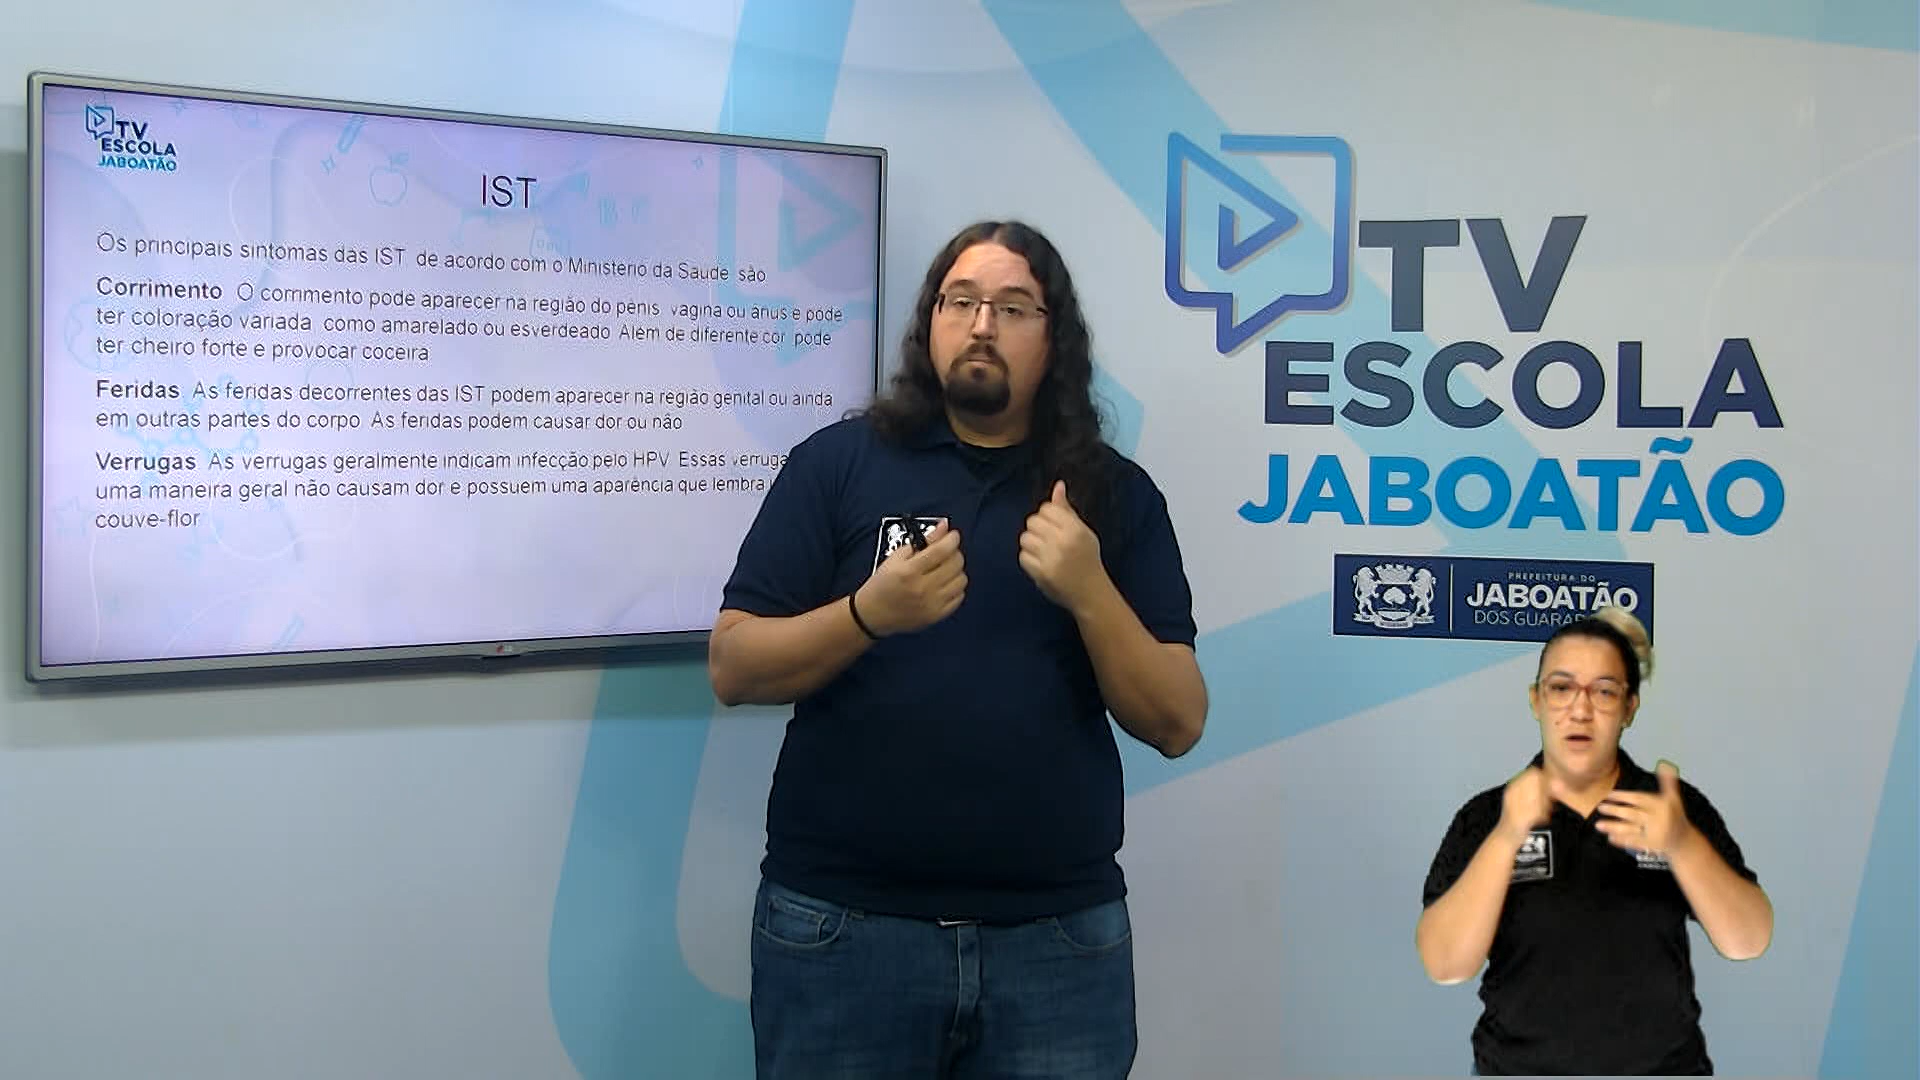 TV
ESCOLA
JABOATÃO
IST
Os principais sintomas das IST de acordo com o Ministério da Saúde são
Corrimento O corrimento pode aparecer na região do pênis vagina ou ânus e pode
ter coloração variada como amarelado ou esverdeado Além de diferente cor pode
ter cheiro forte e provocar coceira
Feridas As feridas decorrentes das IST podem aparecer na região genital ou ainda
em outras partes do corpo As feridas podem causar dor ou não
Verrugas As verrugas geralmente indicam infecção pelo HPV Essas
uma maneira geral não causam dor e possuem uma aparência que lembra
couve-flor
TV
ESCOLA
JABOATÃO
PREFEITURA DO
JABOATÃO
DOS